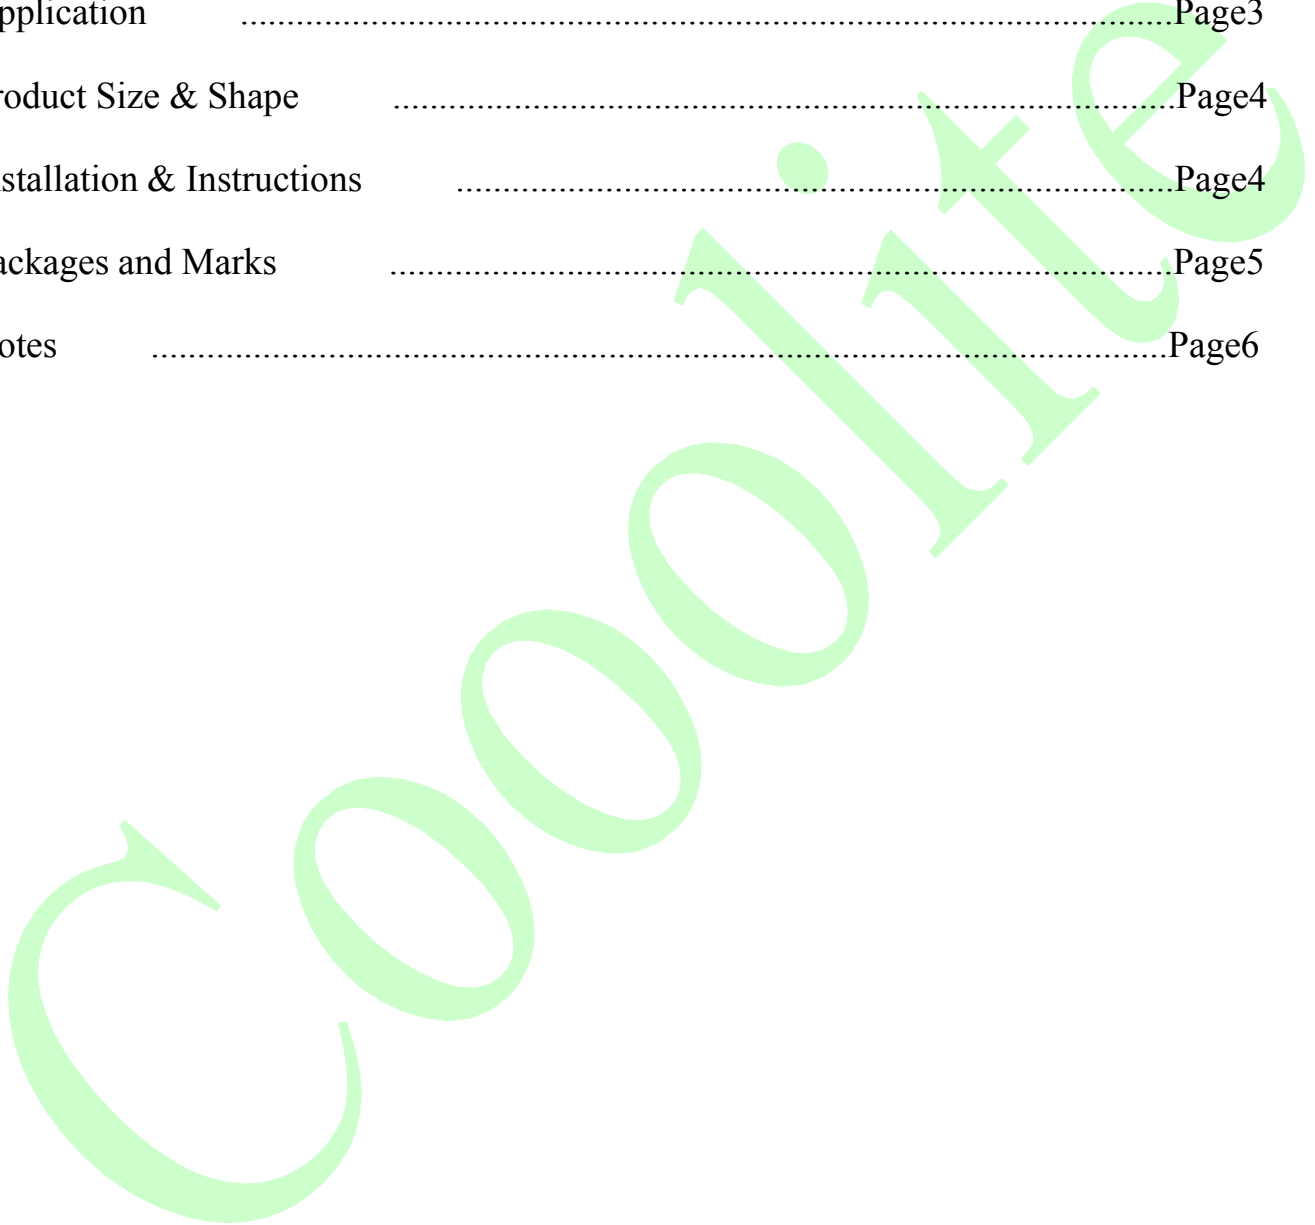 pplication ....................................................................................................Page3
roduct Size & Shape ....................................................................................Page4
stallation & Instructions .............................................................................Page4
ackages and Marks ....................................................................................Page5
otes .............................................................................................................Page6
Cooolite